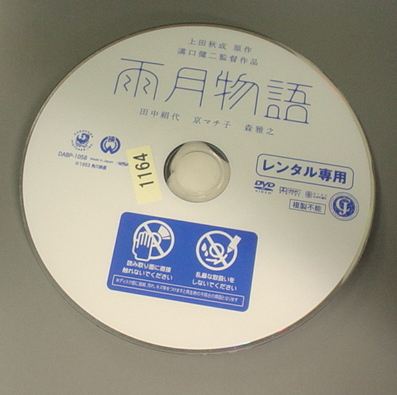 上田秋成 原作
溝口健二監督作品
雨月物語
田中絹代 京マチ子 森雅之
DABP-1058
1164
レンタル専用
DVD
VIDEO
複製不能
読み取り面に直接
触れないでください
乱暴な取扱いを
しないでください